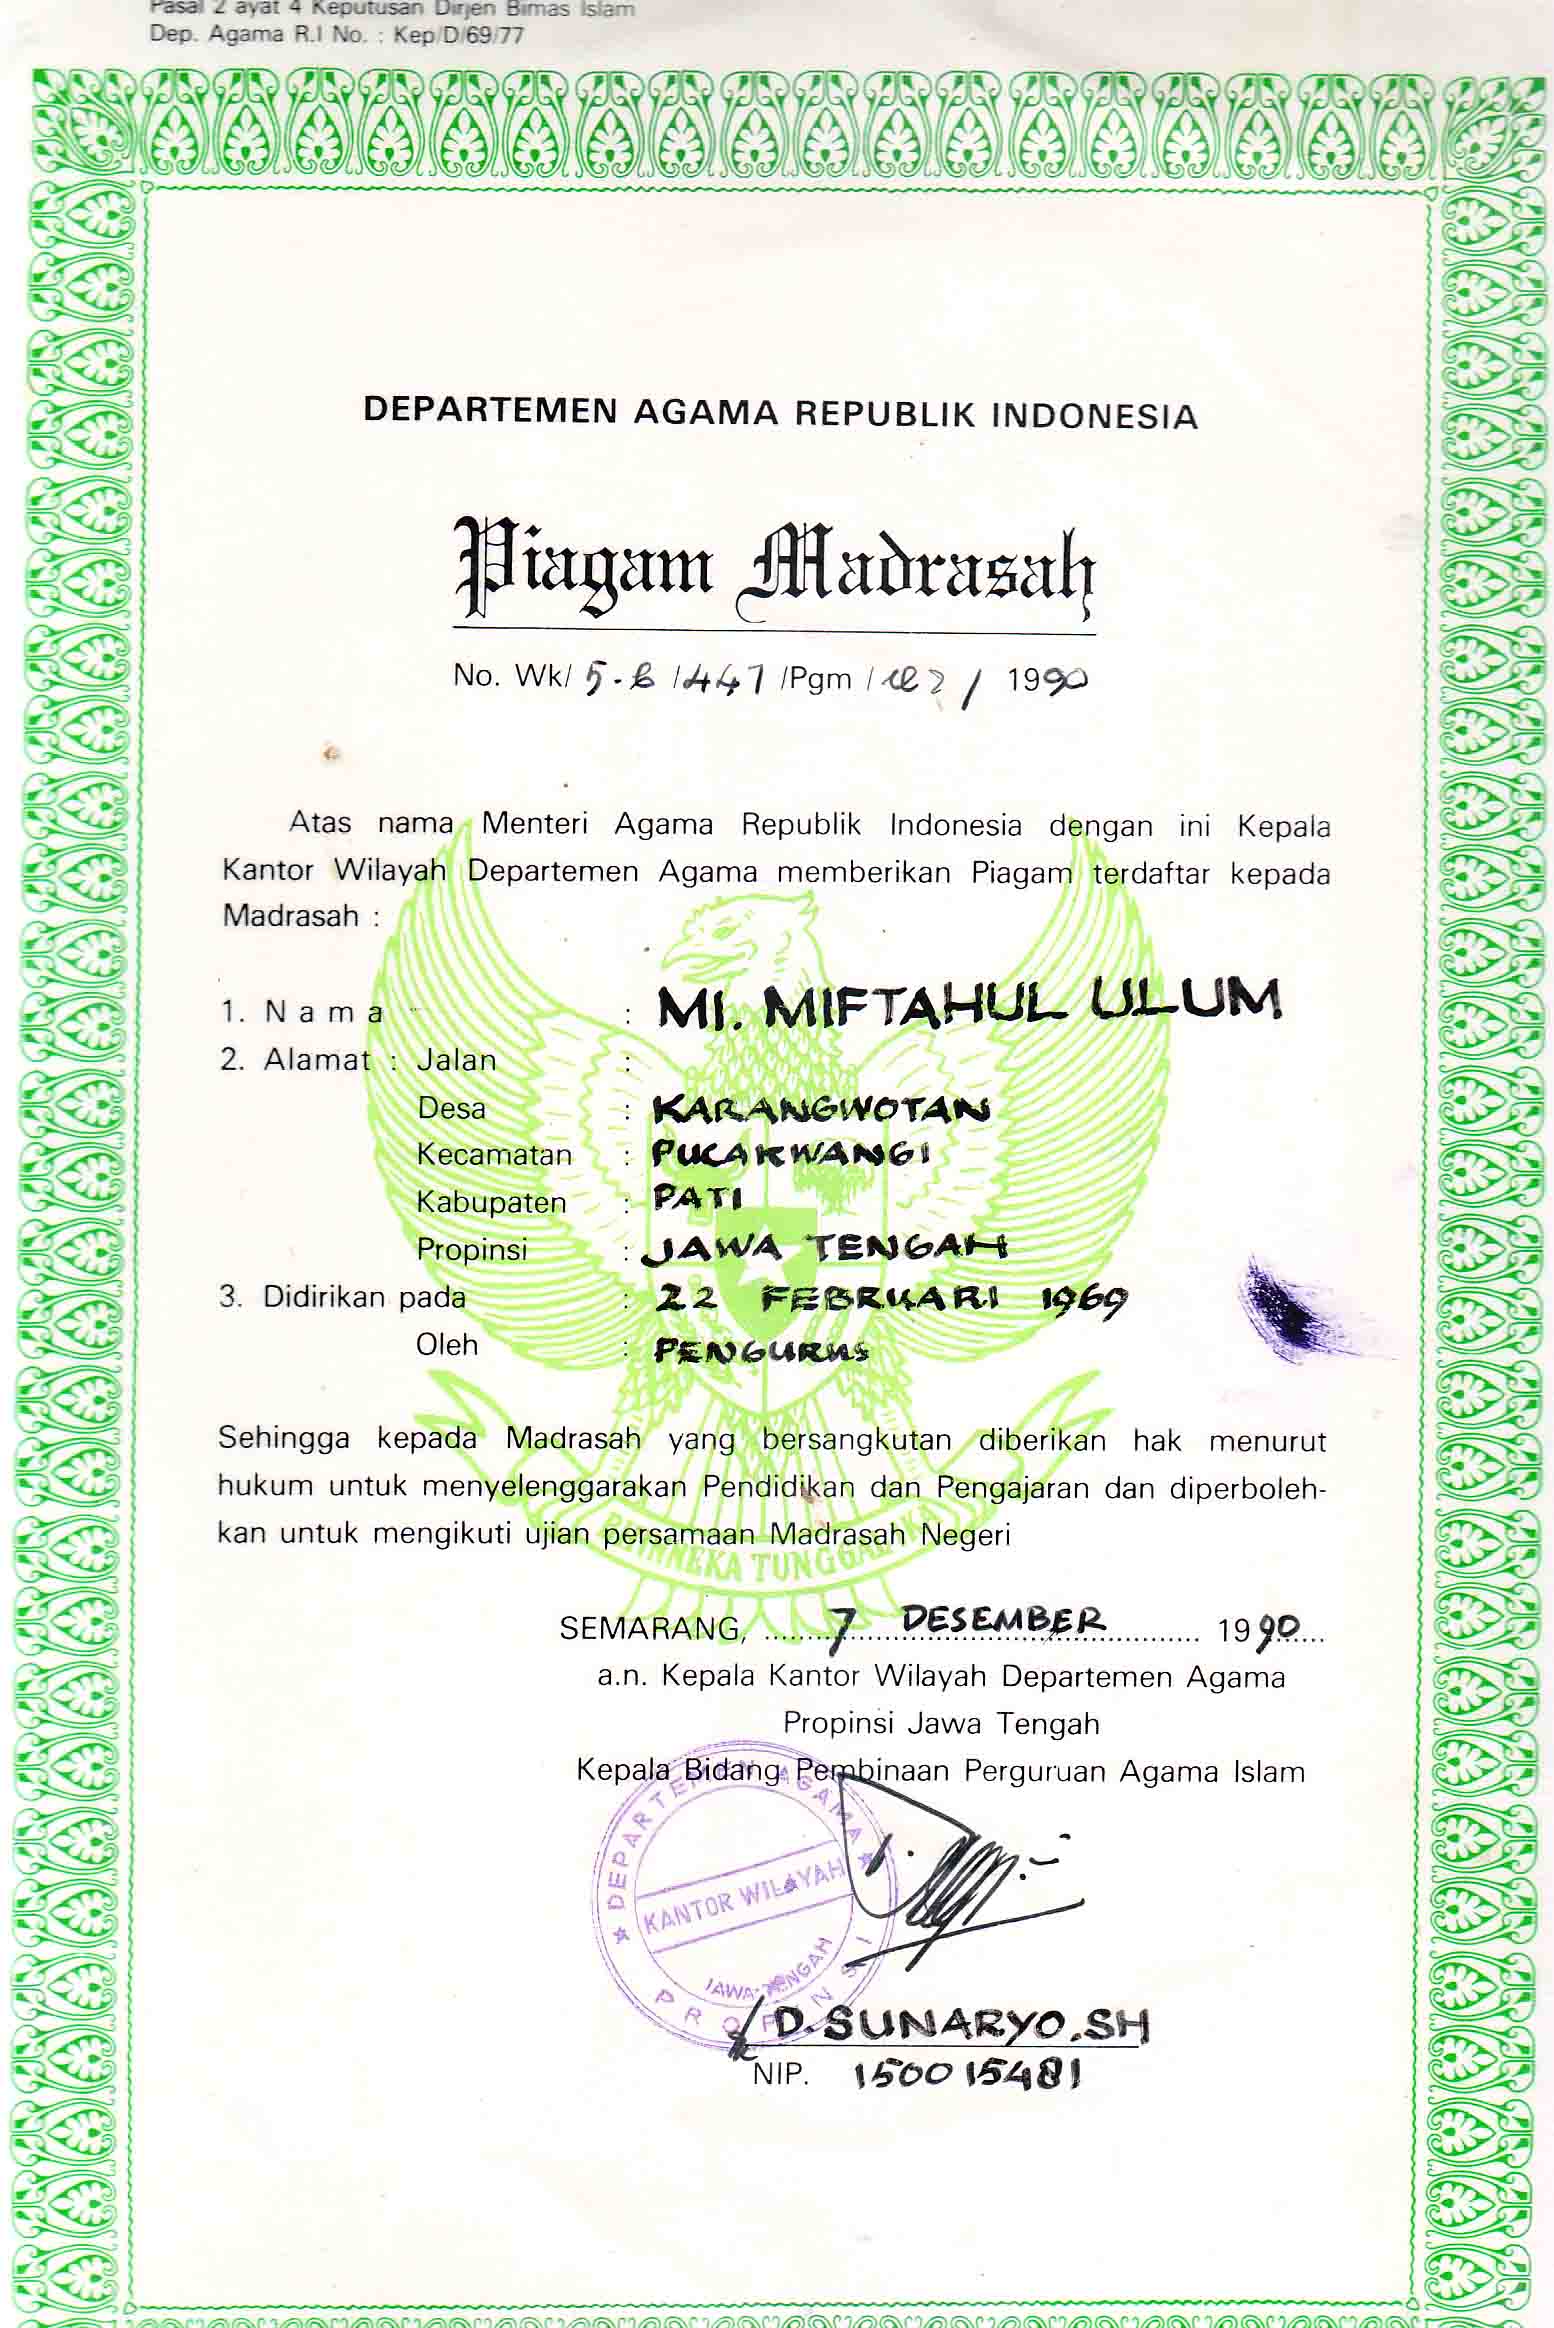 Pasal 2 ayat 4 Keputusan Dirjen Bimas Islam
Dep. Agama R.I No. : Kep/D/69/77
DEPARTEMEN AGAMA REPUBLIK INDONESIA
Piagam Madrasah
No. Wk/ 5-b /447 /Pgm / / 1990
Atas nama Menteri Agama Republik Indonesia dengan ini Kepala
Kantor Wilayah Departemen Agama memberikan Piagam terdaftar kepada
Madrasah :
1. N a m a : MI. MIFTAHUL ULUM
2. Alamat : Jalan :
Desa : KARANGWOTAN
Kecamatan : PUCAKWANGI
Kabupaten : PATI
Propinsi : JAWA TENGAH
3. Didirikan pada : 22 FEBRUARI 1969
Oleh : PENGURUS
Sehingga kepada Madrasah yang bersangkutan diberikan hak menurut
hukum untuk menyelenggarakan Pendidikan dan Pengajaran dan diperboleh-
kan untuk mengikuti ujian persamaan Madrasah Negeri
BHINNEKA TUNGGAL IKA
SEMARANG, 7 DESEMBER 1990
a.n. Kepala Kantor Wilayah Departemen Agama
Propinsi Jawa Tengah
Kepala Bidang Pembinaan Perguruan Agama Islam
DEPARTEMEN AGAMA
KANTOR WILAYAH
JAWA-TENGAH
PROPINSI
D. SUNARYO, SH
NIP. 150015481